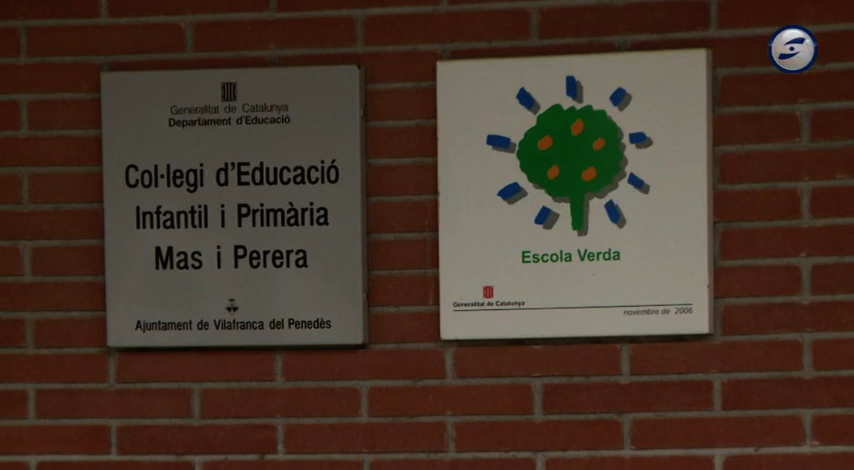 Generalitat de Catalunya
Departament d'Educació
Col·legi d'Educació
Infantil i Primària
Mas i Perera
Ajuntament de Vilafranca del Penedès
Escola Verda
Generalitat de Catalunya
novembre de 2006